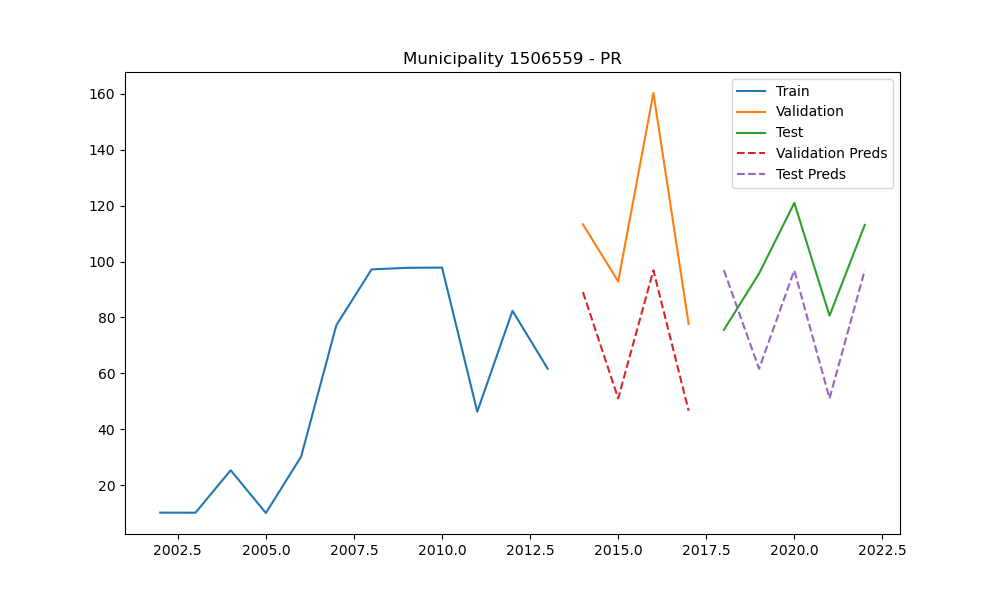 Municipality 1506559 - PR
160
140
120
100
80
60
40
20
2002.5 2005.0 2007.5 2010.0 2012.5 2015.0 2017.5 2020.0 2022.5
Train
Validation
Test
Validation Preds
Test Preds